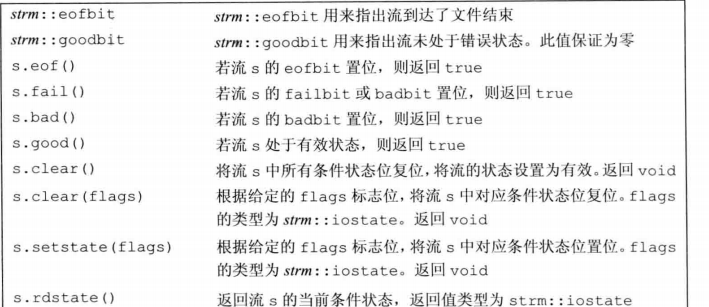 strm::eofbit strm::eofbit 用来指出流到达了文件结束
strm::goodbit strm::goodbit 用来指出流未处于错误状态。此值保证为零
s.eof() 若流 s 的 eofbit 置位，则返回 true
s.fail() 若流 s 的 failbit 或 badbit 置位，则返回 true
s.bad() 若流 s 的 badbit 置位，则返回 true
s.good() 若流 s 处于有效状态，则返回 true
s.clear() 将流 s 中所有条件状态位复位，将流的状态设置为有效。返回 void
s.clear(flags) 根据给定的 flags 标志位，将流 s 中对应条件状态位复位。flags
的类型为 strm::iostate。返回 void
s.setstate(flags) 根据给定的 flags 标志位，将流 s 中对应条件状态位置位。flags
的类型为 strm::iostate。返回 void
s.rdstate() 返回流 s 的当前条件状态，返回值类型为 strm::iostate